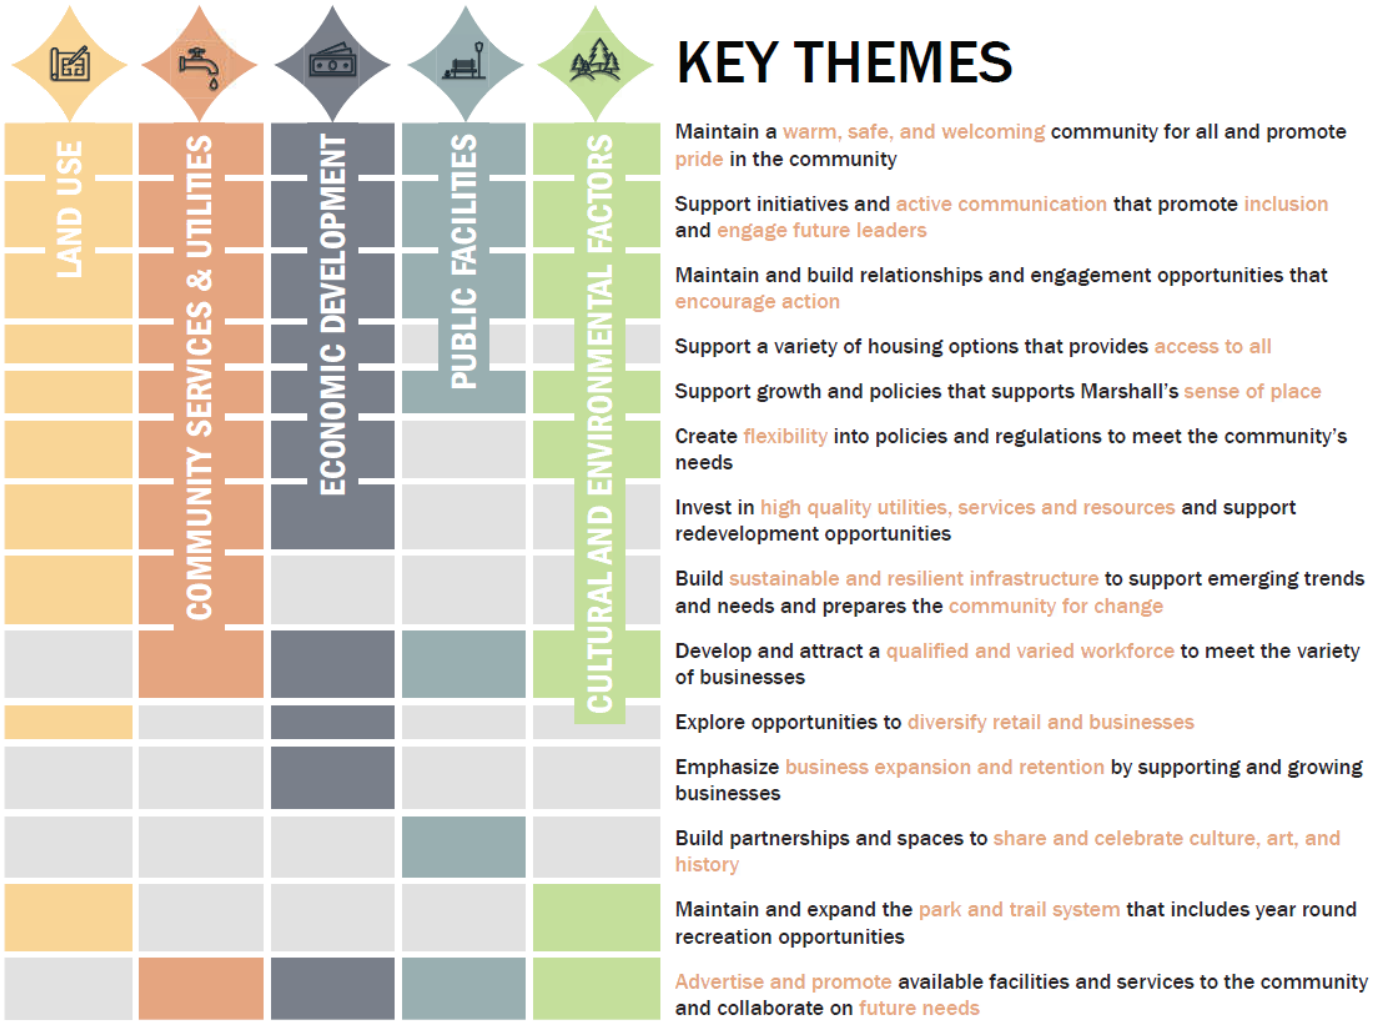 KEY THEMES
LAND USE
COMMUNITY SERVICES & UTILITIES
ECONOMIC DEVELOPMENT
PUBLIC FACILITIES
CULTURAL AND ENVIRONMENTAL FACTORS
Maintain a warm, safe, and welcoming community for all and promote
pride in the community
Support initiatives and active communication that promote inclusion
and engage future leaders
Maintain and build relationships and engagement opportunities that
encourage action
Support a variety of housing options that provides access to all
Support growth and policies that supports Marshall's sense of place
Create flexibility into policies and regulations to meet the community's
needs
Invest in high quality utilities, services and resources and support
redevelopment opportunities
Build sustainable and resilient infrastructure to support emerging trends
and needs and prepares the community for change
Develop and attract a qualified and varied workforce to meet the variety
of businesses
Explore opportunities to diversify retail and businesses
Emphasize business expansion and retention by supporting and growing
businesses
Build partnerships and spaces to share and celebrate culture, art, and
history
Maintain and expand the park and trail system that includes year round
recreation opportunities
Advertise and promote available facilities and services to the community
and collaborate on future needs